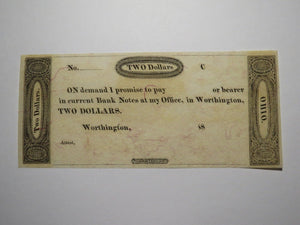 No.
TWO Dollars
C
Two Dollars.
OHIO.
ON demand I promise to pay or bearer
in current Bank Notes at my Office, in Worthington,
TWO DOLLARS.
Worthington, 18
Attest,